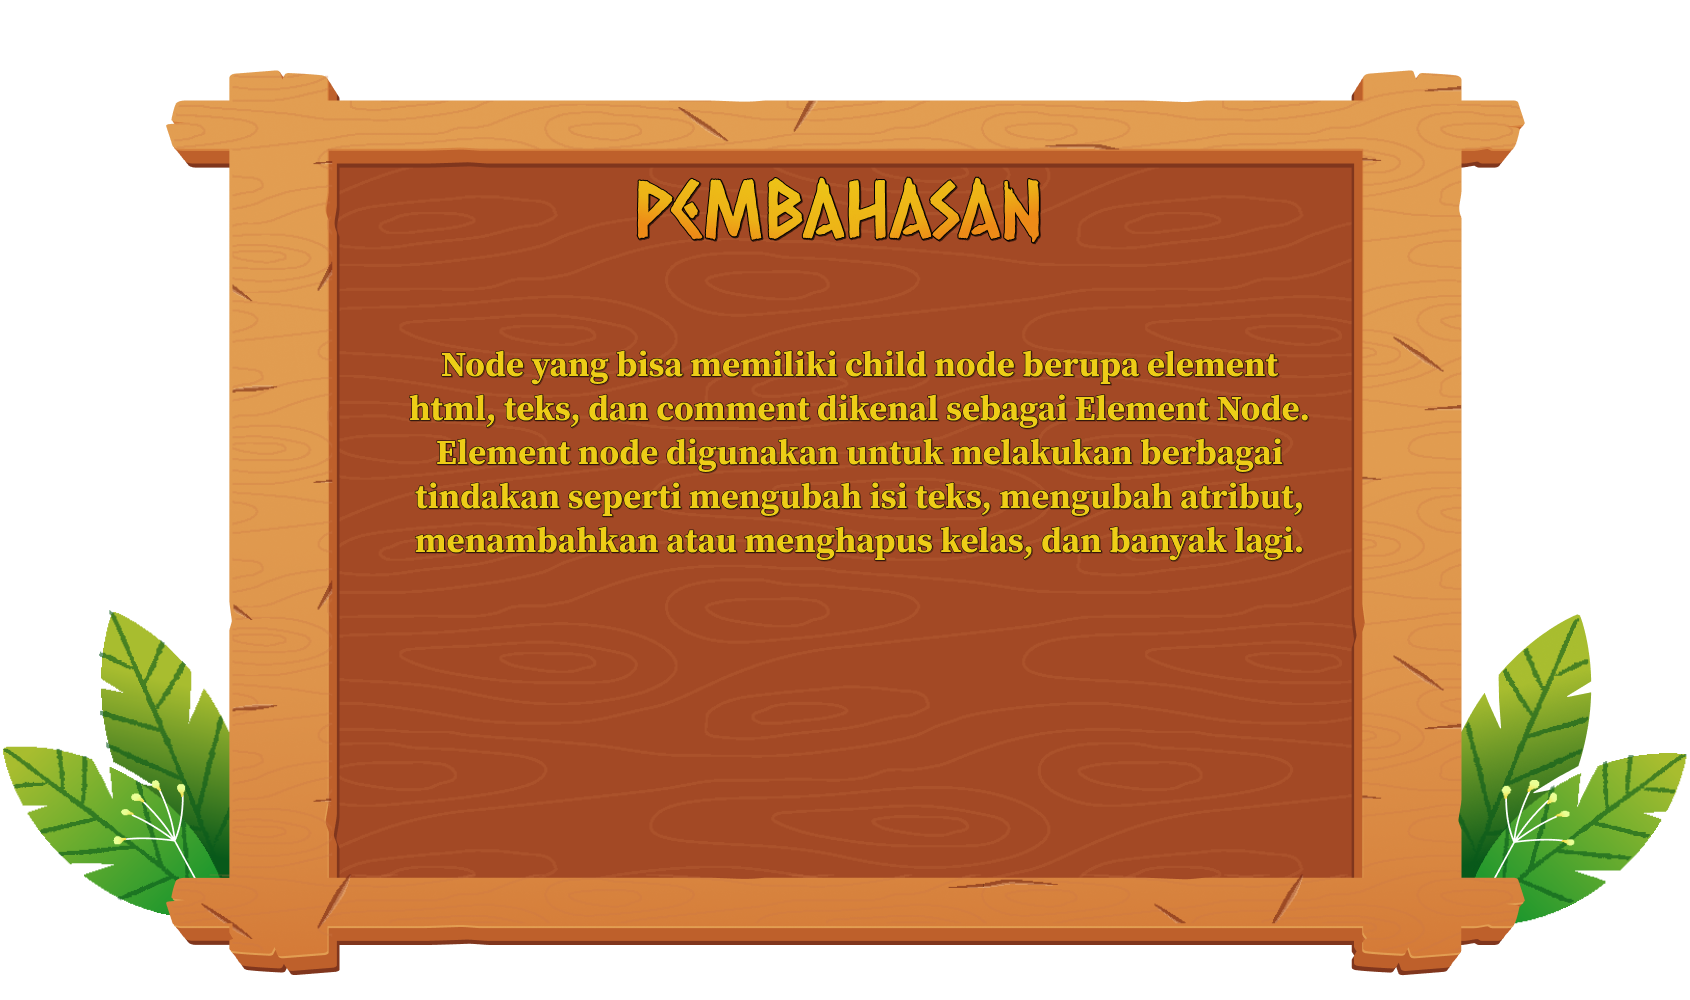 PEMBAHASAN
Node yang bisa memiliki child node berupa element
html, teks, dan comment dikenal sebagai Element Node.
Element node digunakan untuk melakukan berbagai
tindakan seperti mengubah isi teks, mengubah atribut,
menambahkan atau menghapus kelas, dan banyak lagi.